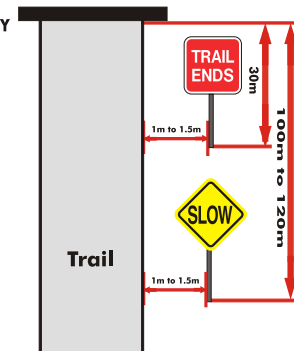 Y
TRAIL
ENDS
30m
1m to 1.5m
100m to 120m
SLOW
Trail
1m to 1.5m